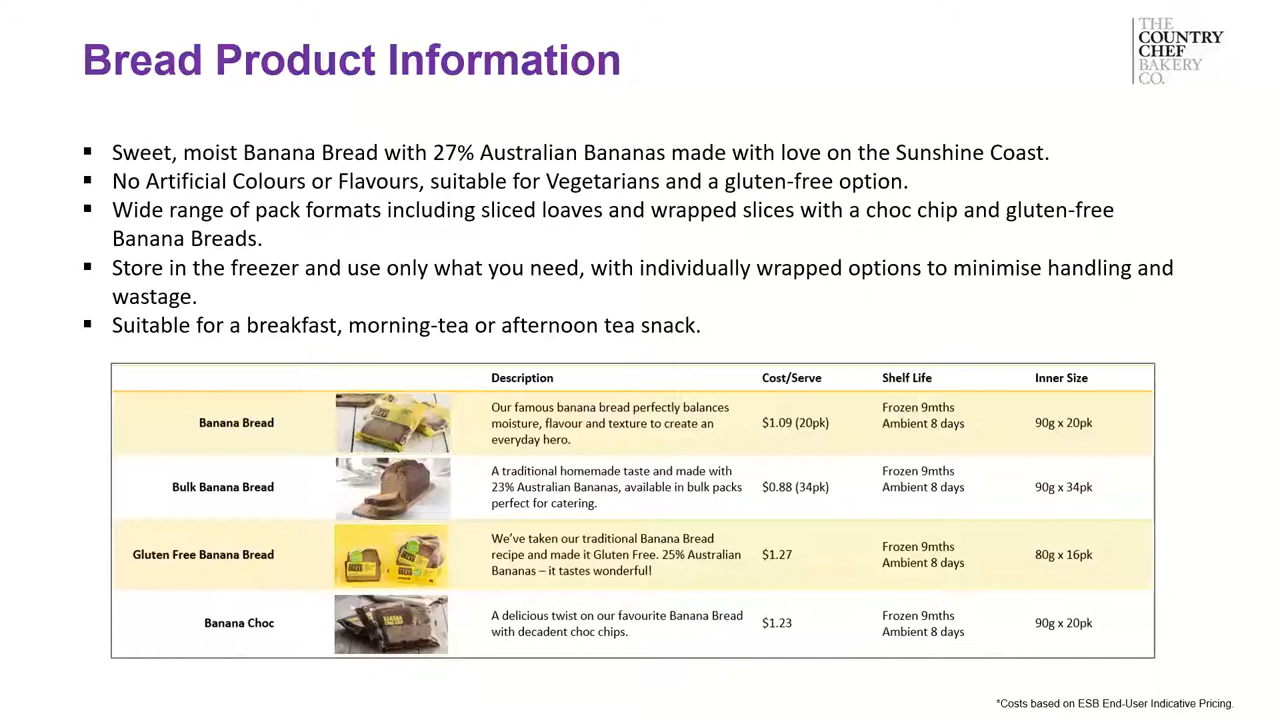 Bread Product Information
THE
COUNTRY
CHEF
BAKERY
CO.
▪ Sweet, moist Banana Bread with 27% Australian Bananas made with love on the Sunshine Coast.
▪ No Artificial Colours or Flavours, suitable for Vegetarians and a gluten-free option.
▪ Wide range of pack formats including sliced loaves and wrapped slices with a choc chip and gluten-free
Banana Breads.
▪ Store in the freezer and use only what you need, with individually wrapped options to minimise handling and
wastage.
▪ Suitable for a breakfast, morning-tea or afternoon tea snack.
Description Cost/Serve Shelf Life Inner Size
Our famous banana bread perfectly balances Frozen 9mths
Banana Bread moisture, flavour and texture to create an $1.09 (20pk) Ambient 8 days 90g x 20pk
everyday hero.
A traditional homemade taste and made with Frozen 9mths
Bulk Banana Bread 23% Australian Bananas, available in bulk packs $0.88 (34pk) Ambient 8 days 90g x 34pk
perfect for catering.
We've taken our traditional Banana Bread Frozen 9mths
Gluten Free Banana Bread recipe and made it Gluten Free. 25% Australian $1.27 Ambient 8 days 80g x 16pk
Bananas – it tastes wonderful!
A delicious twist on our favourite Banana Bread Frozen 9mths
Banana Choc with decadent choc chips. $1.23 Ambient 8 days 90g x 20pk
*Costs based on ESB End-User Indicative Pricing.